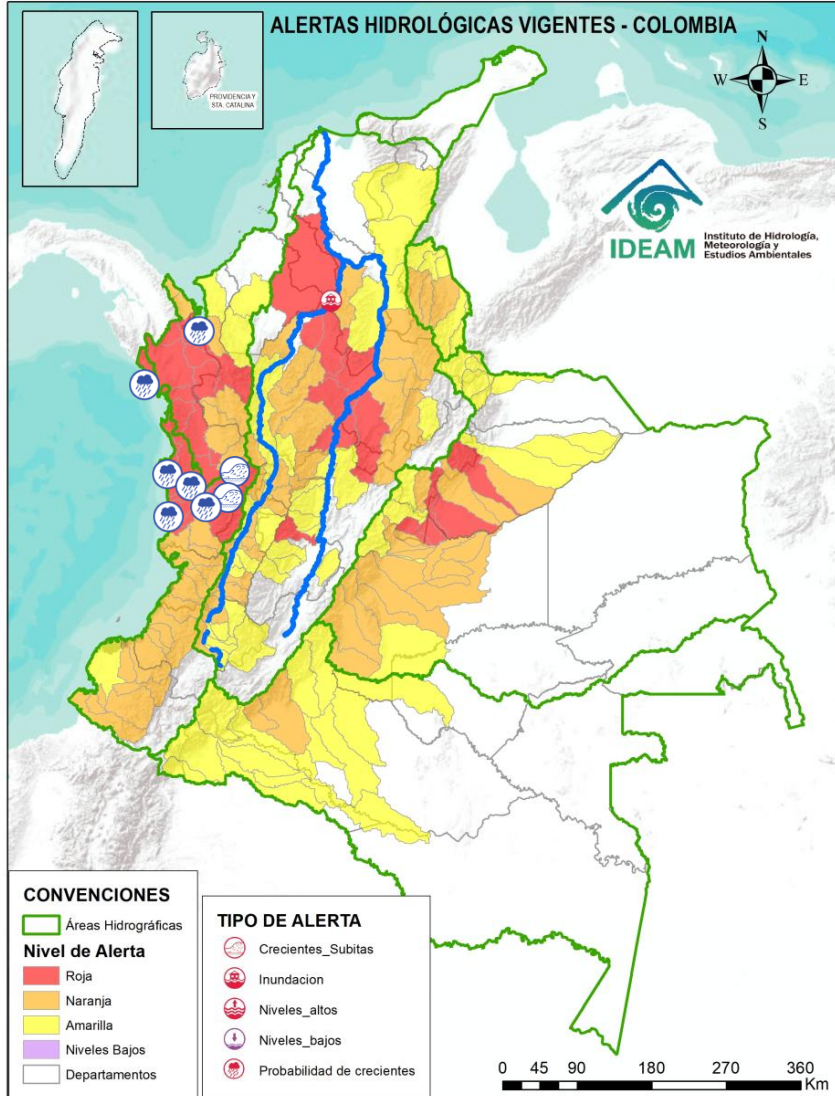 ALERTAS HIDROLÓGICAS VIGENTES - COLOMBIA
PROVIDENCIA Y
STA. CATALINA
N
W
E
S
IDEAM
Instituto de Hidrología,
Meteorología y
Estudios Ambientales
CONVENCIONES
Áreas Hidrográficas
Nivel de Alerta
Roja
Naranja
Amarilla
Niveles Bajos
Departamentos
TIPO DE ALERTA
Crecientes_Subitas
Inundacion
Niveles_altos
Niveles_bajos
Probabilidad de crecientes
0 45 90 180 270 360
Km